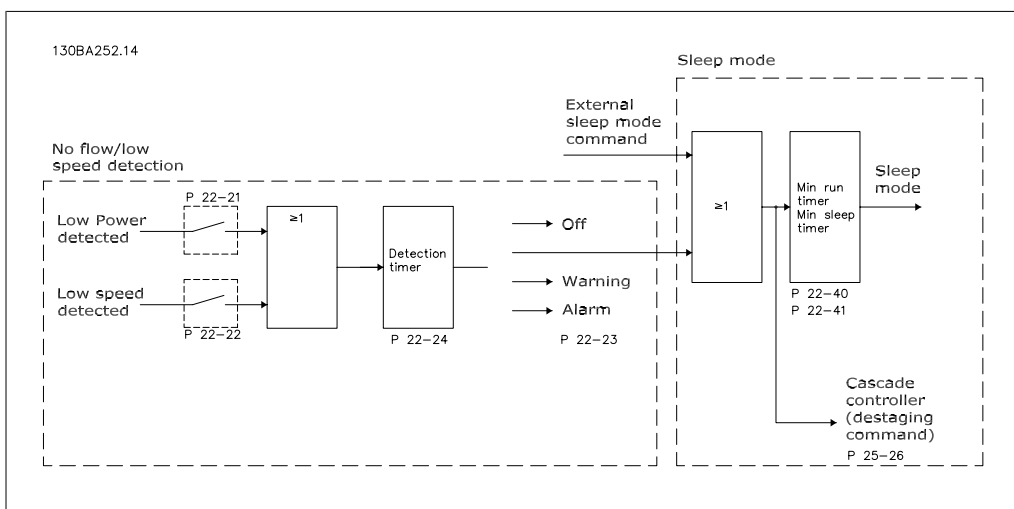 130BA252.14
Sleep mode
External
sleep mode
command
No flow/low
speed detection
P 22-21
Low Power
detected
≥1
Low speed
detected
P 22-22
Detection
timer
P 22-24
Off
Warning
Alarm
P 22-23
≥1
Min run
timer
Min sleep
timer
P 22-40
P 22-41
Sleep
mode
Cascade
controller
(destaging
command)
P 25-26